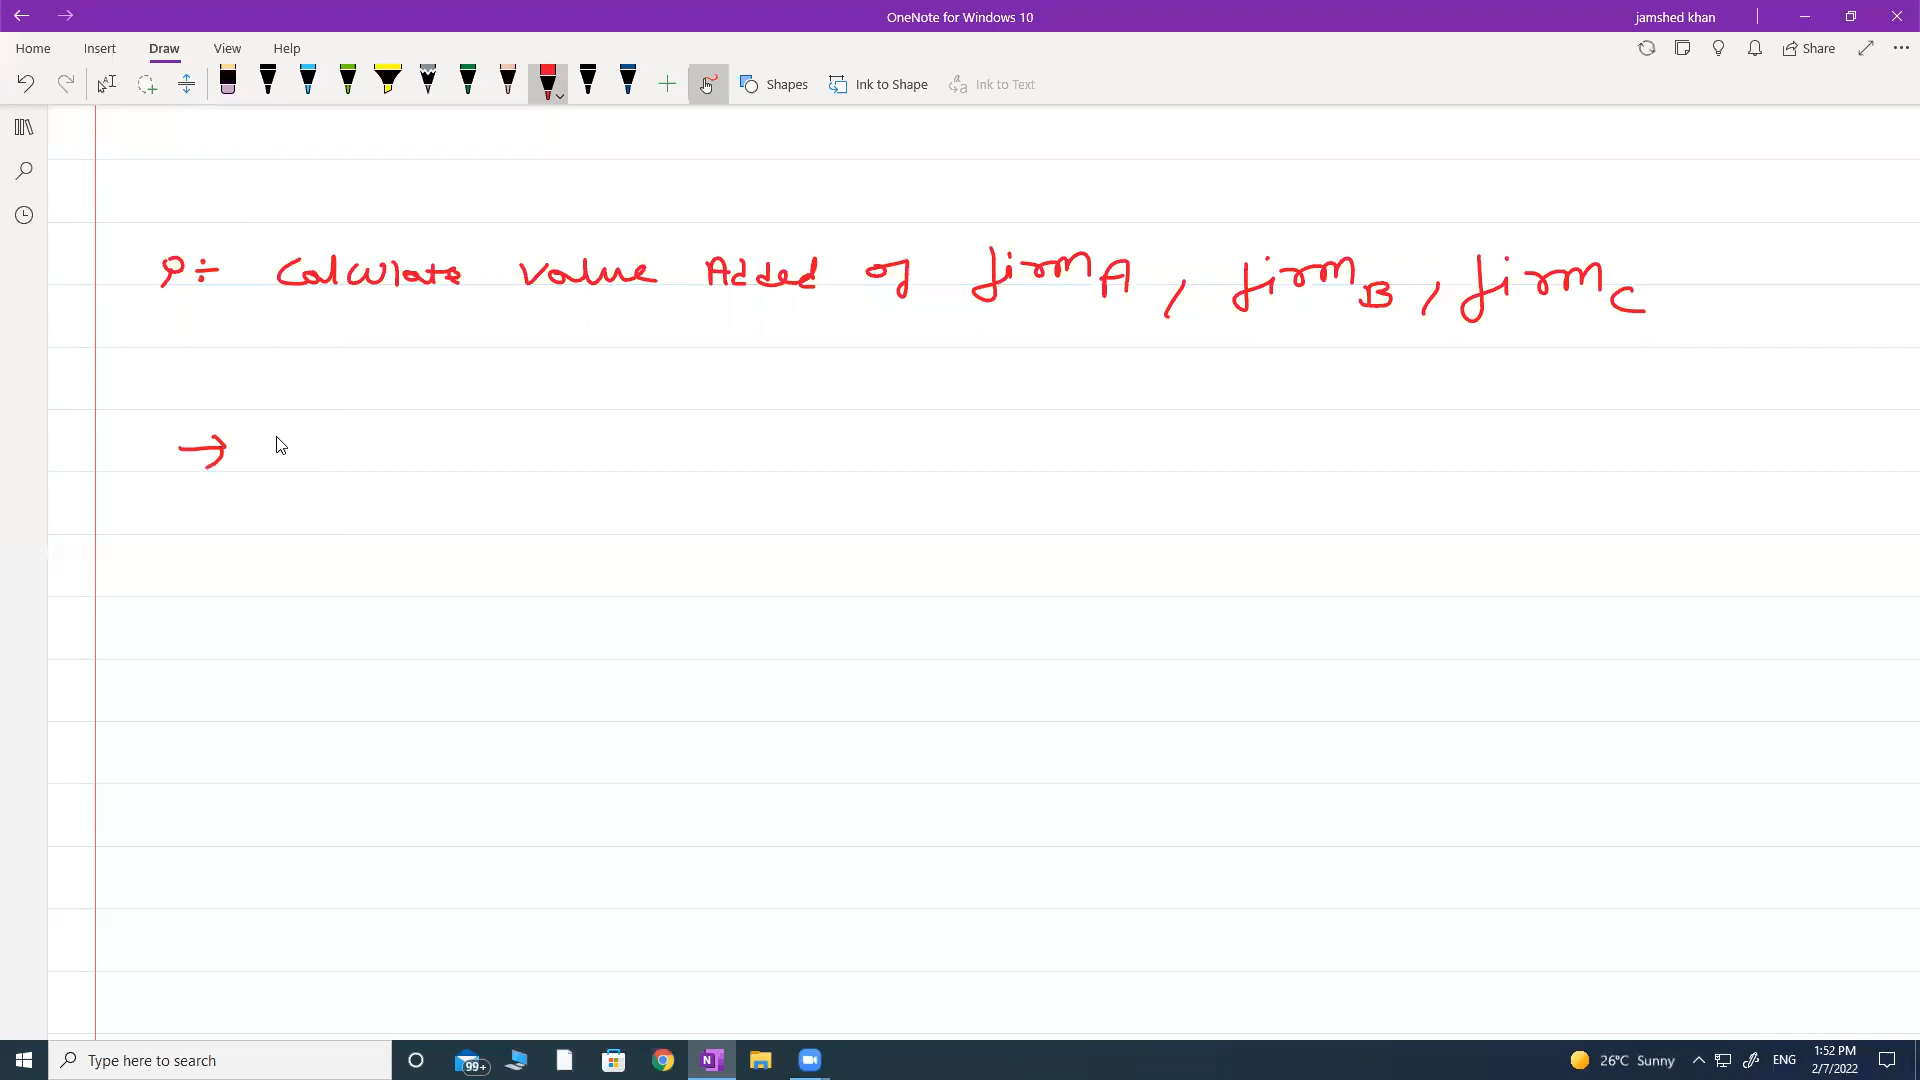 OneNote for Windows 10
jamshed khan
Home Insert Draw View Help
Share
Shapes Ink to Shape Ink to Text
Q÷ Calculate Value Added of firm A, firm B, firm C
→
Type here to search
99+
26°C Sunny
ENG
1:52 PM
2/7/2022